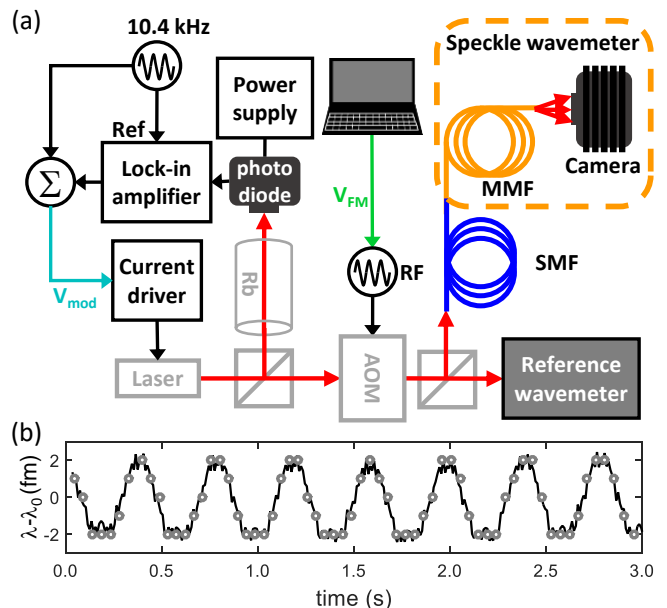 (a)
10.4 kHz
Ref
Σ
Lock-in
amplifier
Power
supply
photo
diode
V_FM
Speckle wavemeter
Camera
MMF
SMF
V_mod
Current
driver
Rb
RF
Laser
AOM
Reference
wavemeter
(b)
λ-λ₀ (fm)
2
0
-2
0.0 0.5 1.0 1.5 2.0 2.5 3.0
time (s)